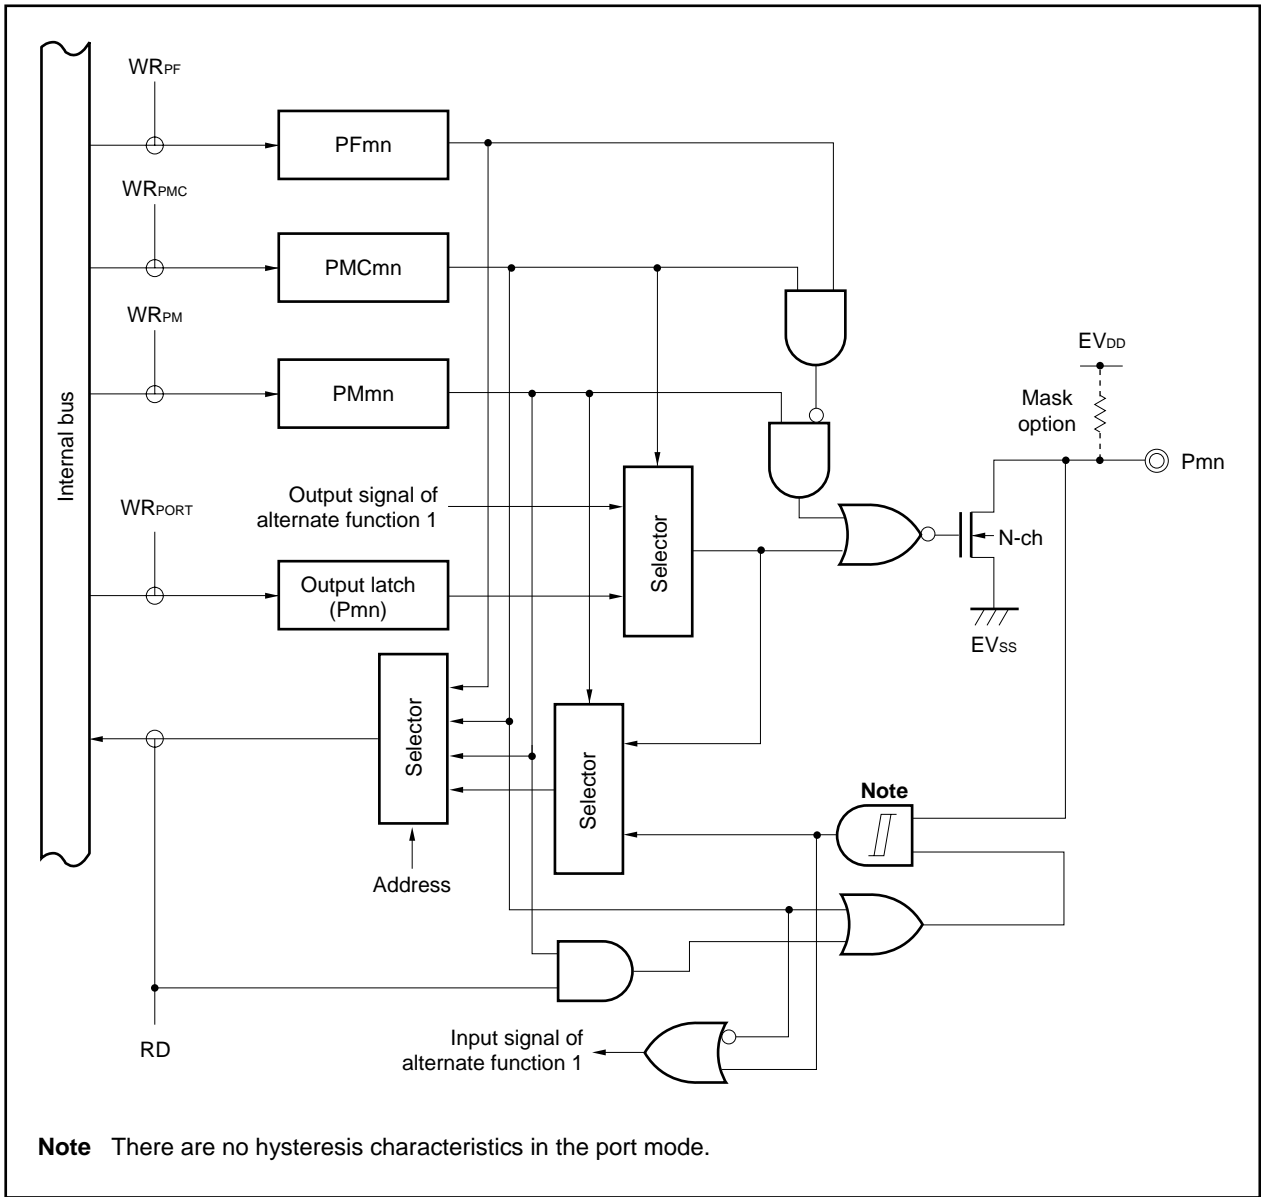 WRPF
PFmn
WRPMC
PMCmn
WRPM
PMmn
EVDD
Mask
option
Pmn
Internal bus
WRPORT
Output signal of
alternate function 1
Selector
N-ch
Output latch
(Pmn)
EVSS
Selector
Selector
Note
Address
RD
Input signal of
alternate function 1
Note There are no hysteresis characteristics in the port mode.